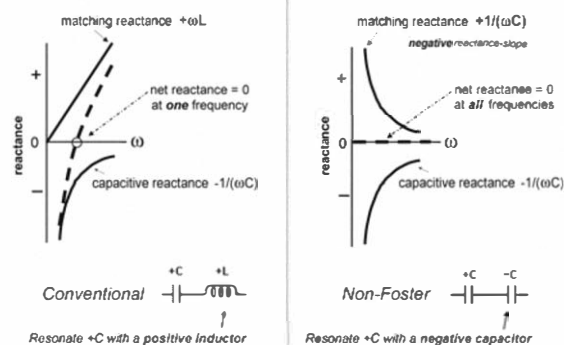 matching reactance +ωL
+
net reactance = 0
at one frequency
reactance
0
ω
−
capacitive reactance -1/(ωC)
+C +L
Conventional
Resonate +C with a positive inductor
matching reactance +1/(ωC)
negative reactance-slope
+
net reactance = 0
at all frequencies
reactance
0
ω
−
capacitive reactance -1/(ωC)
+C −C
Non-Foster
Resonate +C with a negative capacitor